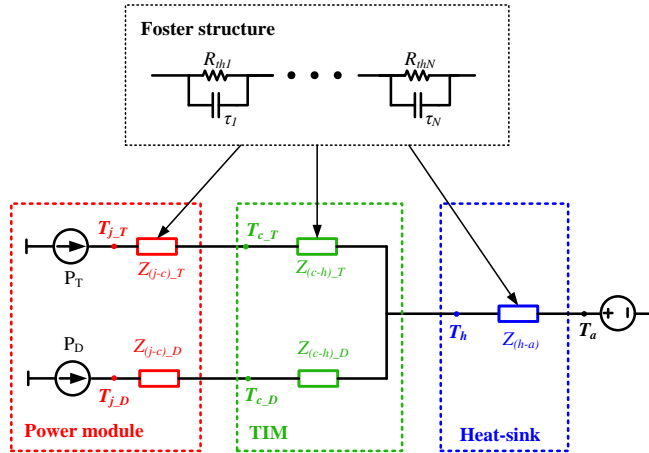 Foster structure
Rth1
RthN
τ1
τN
Tj_T
Tc_T
PT
Z(j-c)_T
Z(c-h)_T
PD
Z(j-c)_D
Z(c-h)_D
Th
Z(h-a)
Ta
+ −
Tj_D
Tc_D
Power module
TIM
Heat-sink